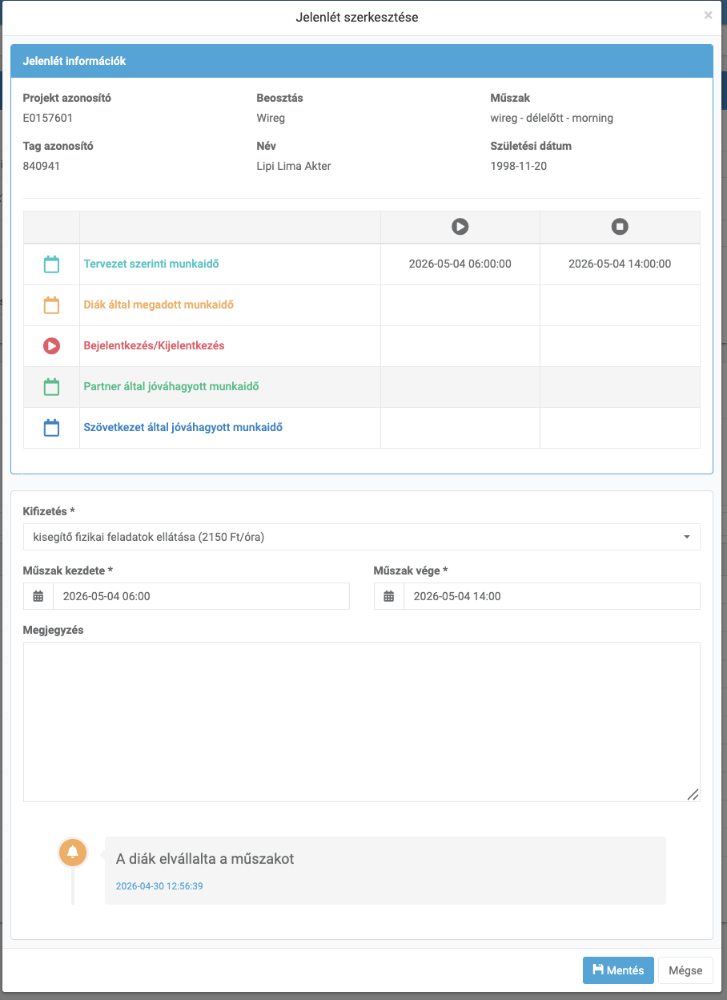 Jelenlét szerkesztése
×
Jelenlét információk
Projekt azonosító
Beosztás
Műszak
E0157601
Wireg
wireg - délelőtt - morning
Tag azonosító
Név
Születési dátum
840941
Lipi Lima Akter
1998-11-20
Tervezet szerinti munkaidő
2026-05-04 06:00:00
2026-05-04 14:00:00
Diák által megadott munkaidő
Bejelentkezés/Kijelentkezés
Partner által jóváhagyott munkaidő
Szövetkezet által jóváhagyott munkaidő
Kifizetés *
kisegítő fizikai feladatok ellátása (2150 Ft/óra)
Műszak kezdete *
Műszak vége *
2026-05-04 06:00
2026-05-04 14:00
Megjegyzés
A diák elvállalta a műszakot
2026-04-30 12:56:39
Mentés
Mégse